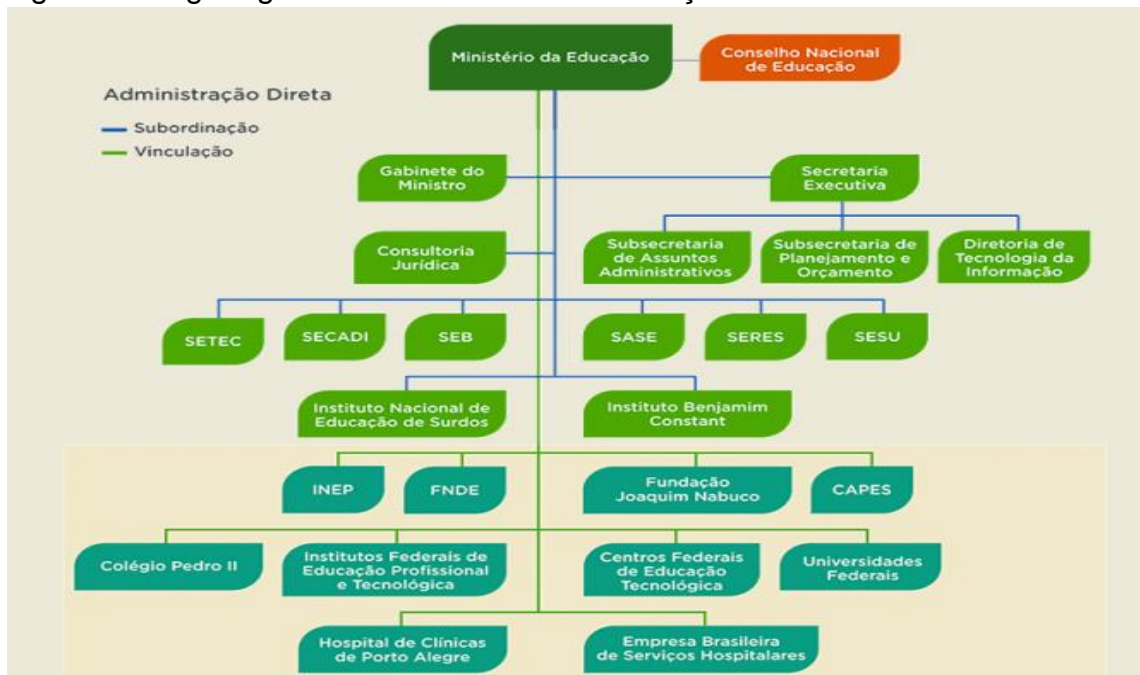 Ministério da Educação
Conselho Nacional
de Educação
Administração Direta
Subordinação
Vinculação
Gabinete do
Ministro
Secretaria
Executiva
Consultoria
Jurídica
Subsecretaria
de Assuntos
Administrativos
Subsecretaria de
Planejamento e
Orçamento
Diretoria de
Tecnologia da
Informação
SETEC
SECADI
SEB
SASE
SERES
SESU
Instituto Nacional de
Educação de Surdos
Instituto Benjamim
Constant
INEP
FNDE
Fundação
Joaquim Nabuco
CAPES
Colégio Pedro II
Institutos Federais de
Educação Profissional
e Tecnológica
Centros Federais
de Educação
Tecnológica
Universidades
Federais
Hospital de Clínicas
de Porto Alegre
Empresa Brasileira
de Serviços Hospitalares